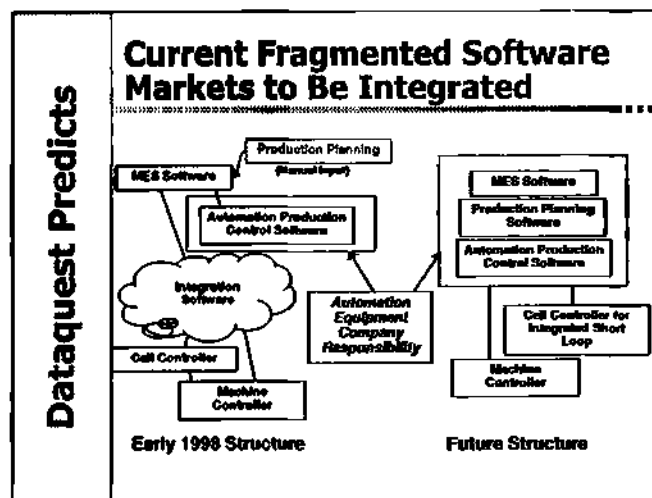 Dataquest Predicts
Current Fragmented Software
Markets to Be Integrated
Production Planning
(Manual Input)
MES Software
Automation Production
Control Software
Integration
Software
Cell Controller
Machine
Controller
Early 1998 Structure
Automation
Equipment
Company
Responsibility
MES Software
Production Planning
Software
Automation Production
Control Software
Cell Controller for
Integrated Short
Loop
Machine
Controller
Future Structure